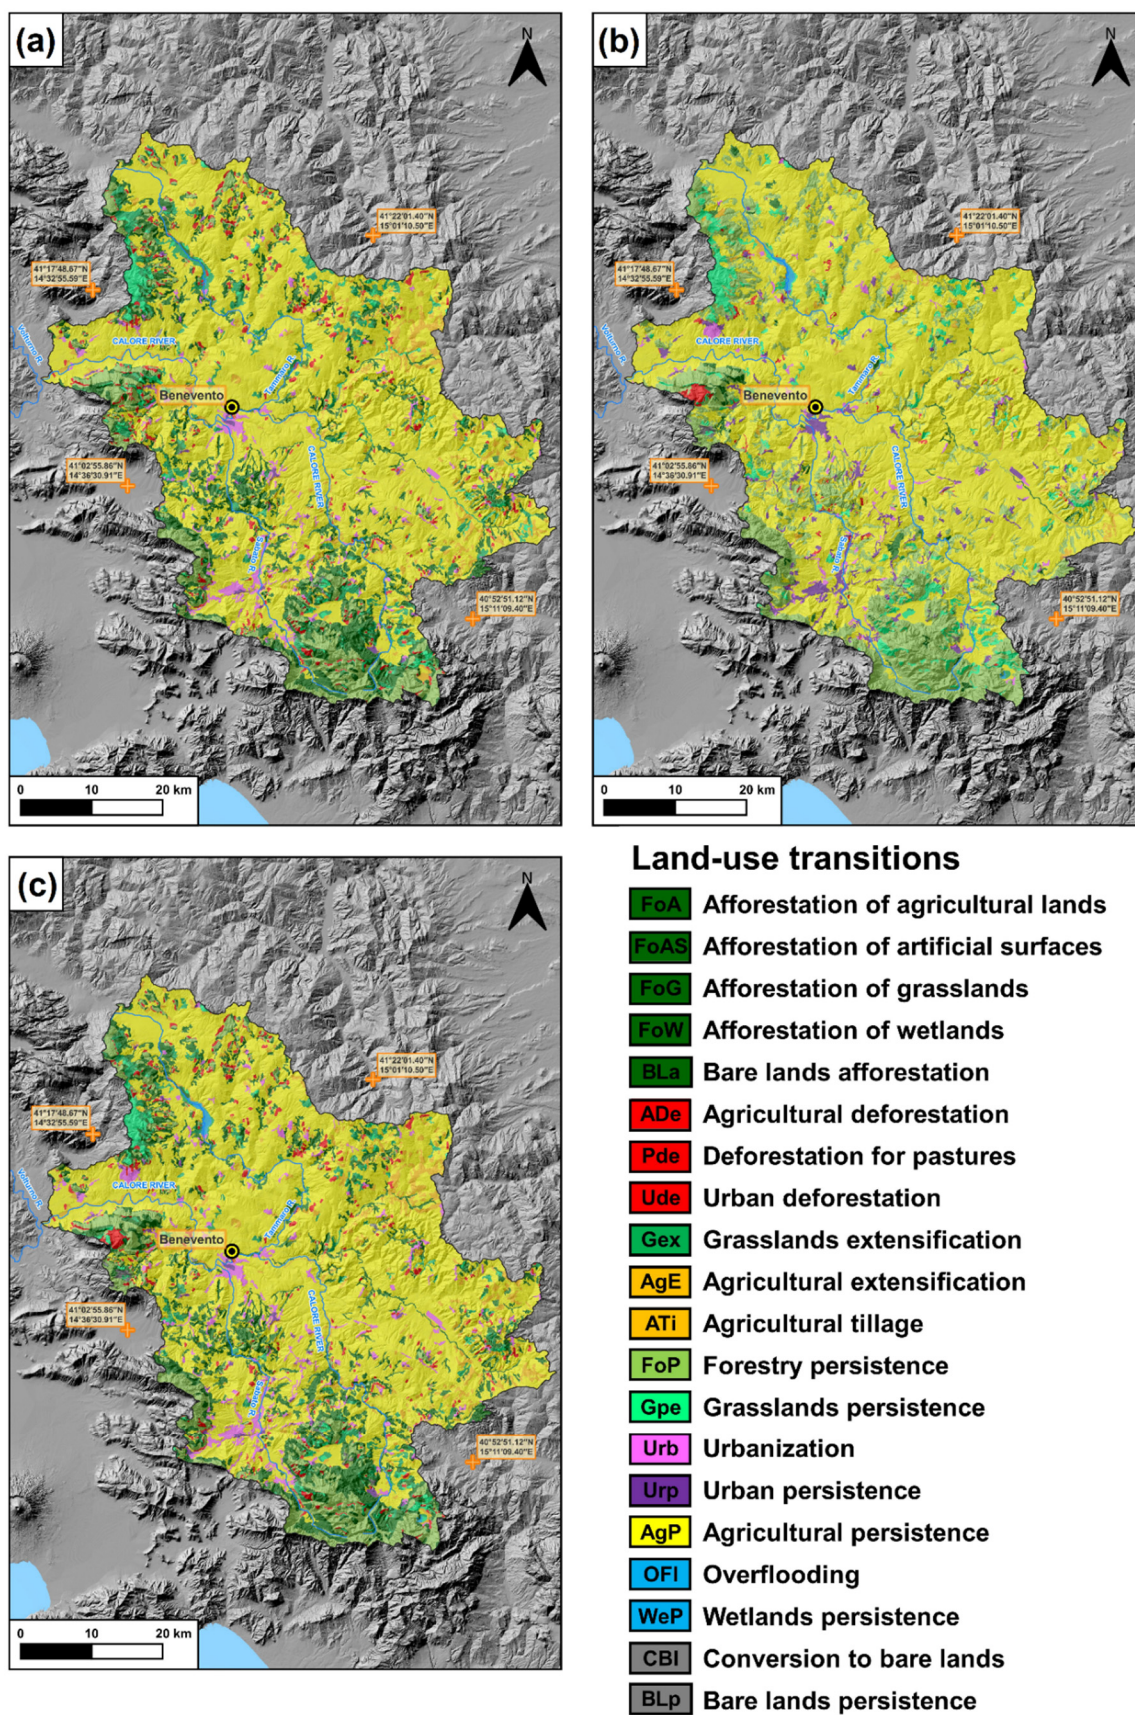 (a)
N
41°22'01.40"N
15°01'10.50"E
41°17'48.67"N
14°32'55.59"E
Volturno R.
CALORE RIVER
Tammaro R.
Benevento
CALORE RIVER
41°02'55.86"N
14°36'30.91"E
Sabato R.
40°52'51.12"N
15°11'09.40"E
0 10 20 km
(b)
N
41°22'01.40"N
15°01'10.50"E
41°17'48.67"N
14°32'55.59"E
Volturno R.
CALORE RIVER
Tammaro R.
Benevento
CALORE RIVER
41°02'55.86"N
14°36'30.91"E
Sabato R.
40°52'51.12"N
15°11'09.40"E
0 10 20 km
(c)
N
41°22'01.40"N
15°01'10.50"E
41°17'48.67"N
14°32'55.59"E
Volturno R.
CALORE RIVER
Tammaro R.
Benevento
CALORE RIVER
41°02'55.86"N
14°36'30.91"E
Sabato R.
40°52'51.12"N
15°11'09.40"E
0 10 20 km
Land-use transitions
FoA Afforestation of agricultural lands
FoAS Afforestation of artificial surfaces
FoG Afforestation of grasslands
FoW Afforestation of wetlands
BLa Bare lands afforestation
ADe Agricultural deforestation
Pde Deforestation for pastures
Ude Urban deforestation
Gex Grasslands extensification
AgE Agricultural extensification
ATi Agricultural tillage
FoP Forestry persistence
Gpe Grasslands persistence
Urb Urbanization
Urp Urban persistence
AgP Agricultural persistence
OFl Overflooding
WeP Wetlands persistence
CBl Conversion to bare lands
BLp Bare lands persistence